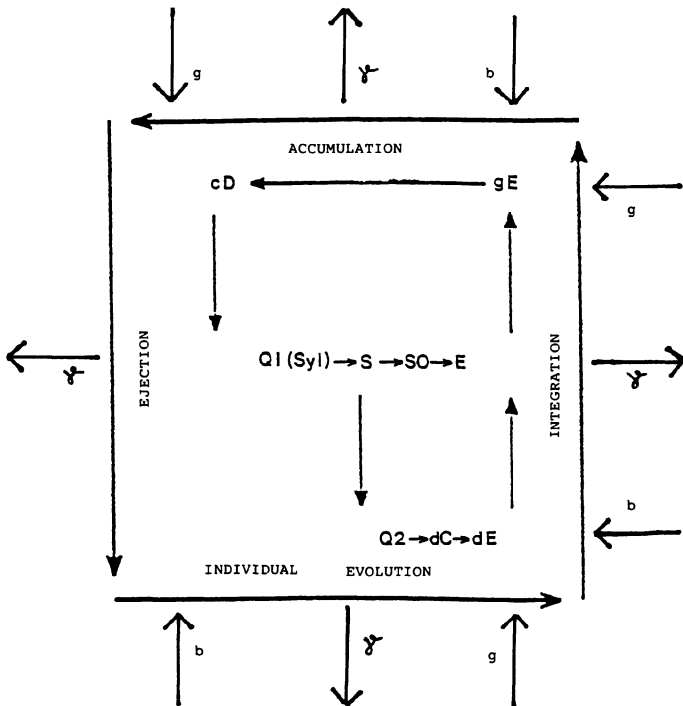 g γ b
ACCUMULATION
cD gE
g
EJECTION
Q1(Syl)→S→SO→E
γ γ
INTEGRATION
b
Q2→dC→dE
INDIVIDUAL EVOLUTION
b γ g